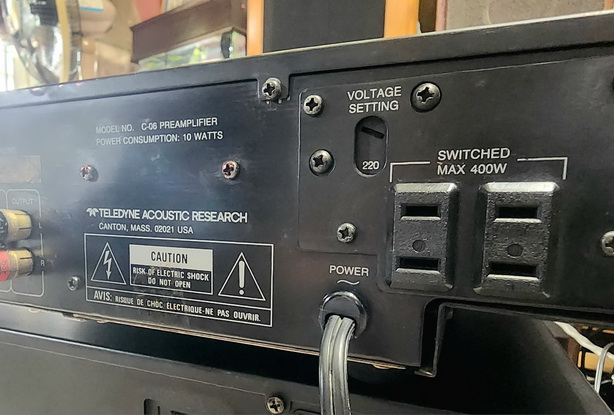 MODEL NO. C-06 PREAMPLIFIER
POWER CONSUMPTION: 10 WATTS
VOLTAGE
SETTING
220
SWITCHED
MAX 400W
OUTPUT
TELEDYNE ACOUSTIC RESEARCH
CANTON, MASS. 02021 USA
CAUTION
RISK OF ELECTRIC SHOCK
DO NOT OPEN
AVIS: RISQUE DE CHOC ELECTRIQUE-NE PAS OUVRIR.
POWER
R